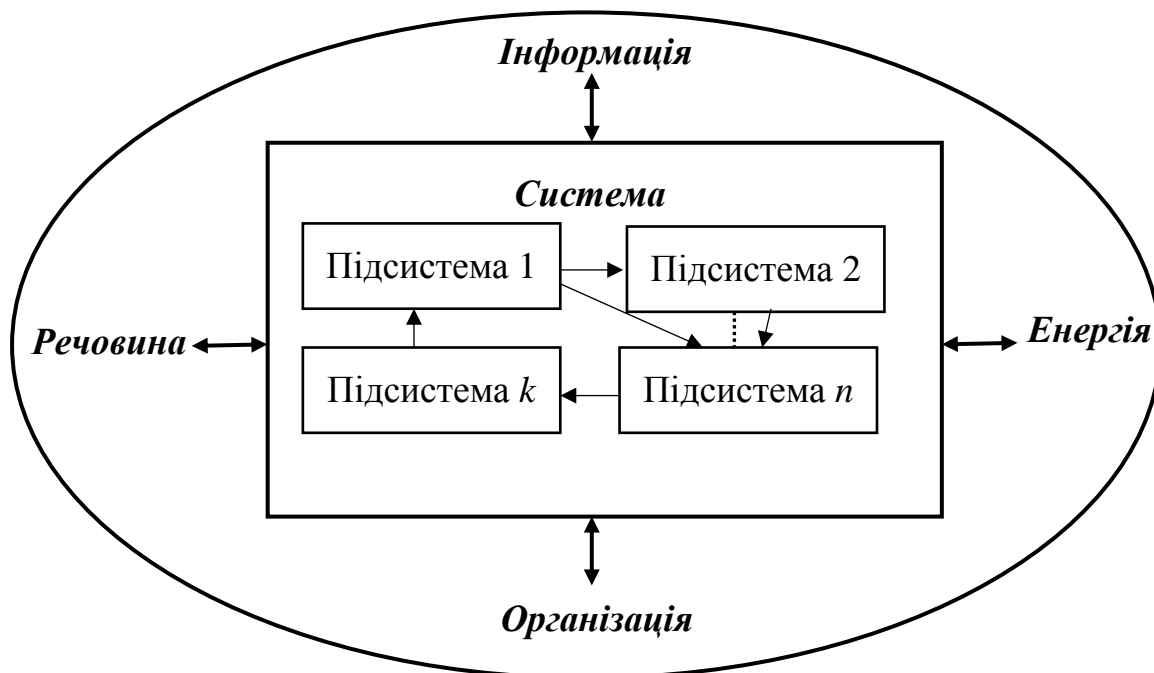 Інформація
Система
Підсистема 1
Підсистема 2
Речовина
Енергія
Підсистема k
Підсистема n
Організація